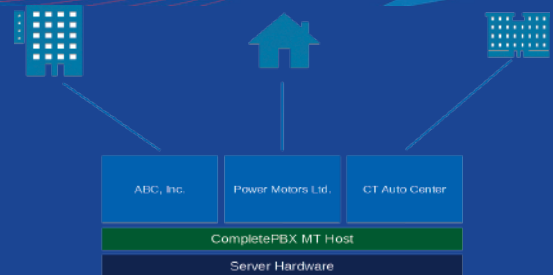 ABC, Inc.
Power Motors Ltd.
CT Auto Center
CompletePBX MT Host
Server Hardware